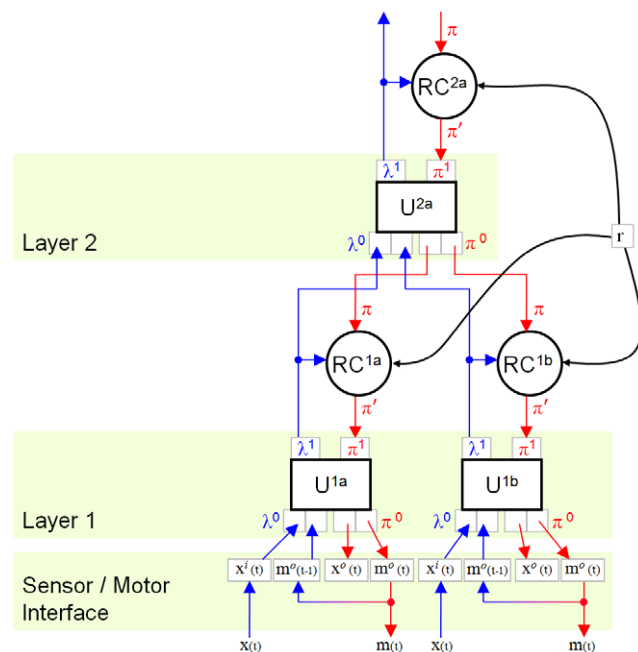 π
RC²ᵃ
π′
λ¹ π¹
U²ᵃ
Layer 2
λ⁰ π⁰
r
π π
RC¹ᵃ RC¹ᵇ
π′ π′
λ¹ π¹ λ¹ π¹
U¹ᵃ U¹ᵇ
Layer 1
λ⁰ π⁰ λ⁰ π⁰
xⁱ(t) mᵒ(t-1) xᵒ(t) mᵒ(t) xⁱ(t) mᵒ(t-1) xᵒ(t) mᵒ(t)
Sensor / Motor
Interface
x(t) m(t) x(t) m(t)